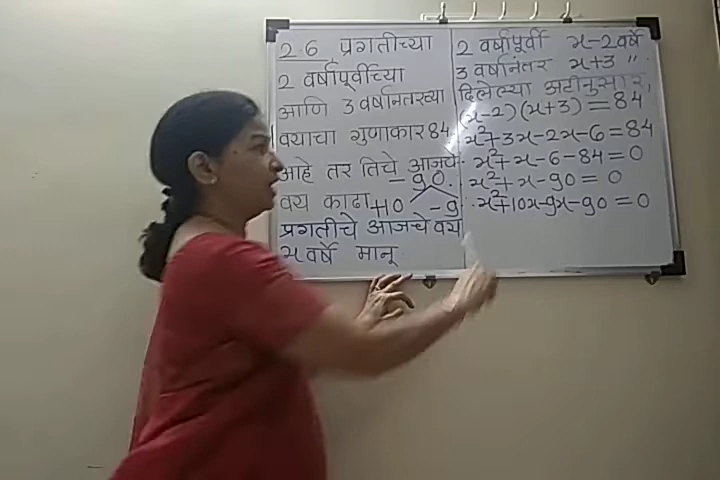 2.6 प्रगतीच्या
2 वर्षांपूर्वीच्या
आणि 3 वर्षानंतरच्या
वयाचा गुणाकार 84
आहे तर तिचे आजचे
वय काढा
-90
+10 -9
प्रगतीचे आजचे वय
x वर्षे मानू
2 वर्षांपूर्वी x-2 वर्षे
3 वर्षानंतर x+3 "
दिलेल्या अटीनुसार,
(x-2)(x+3) = 84
x²+3x-2x-6=84
x²+x-6-84=0
x²+x-90=0
x²+10x-9x-90=0